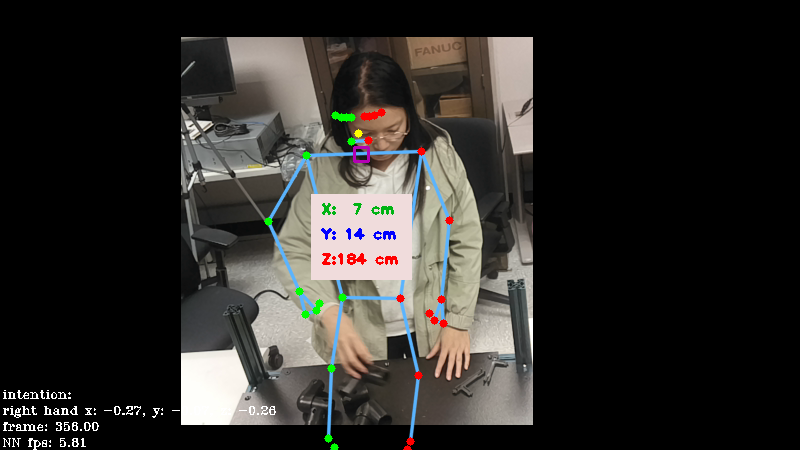 FANUC
X: 7 cm
Y: 14 cm
Z:184 cm
intention:
right hand x: -0.27, y: - -0.26
frame: 356.00
NN fps: 5.81